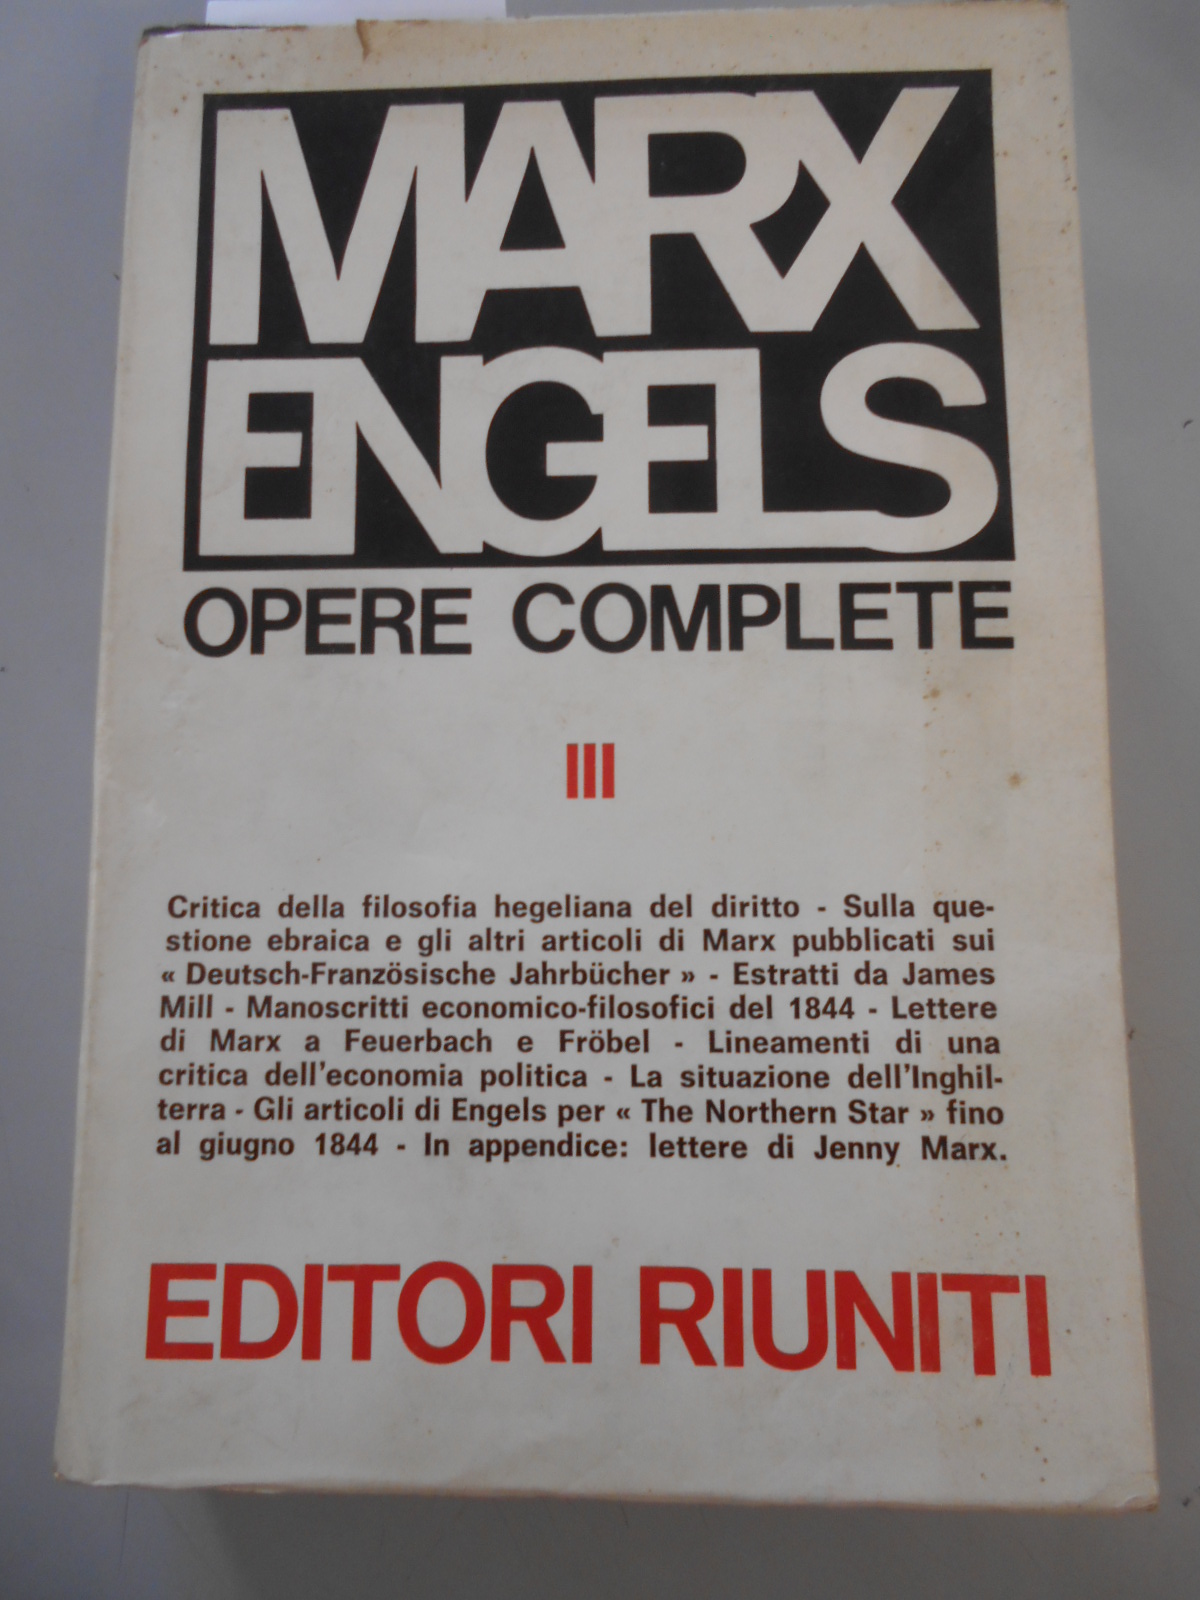 MARX
ENGELS
OPERE COMPLETE
III
Critica della filosofia hegeliana del diritto - Sulla que-
stione ebraica e gli altri articoli di Marx pubblicati sui
« Deutsch-Französische Jahrbücher » - Estratti da James
Mill - Manoscritti economico-filosofici del 1844 - Lettere
di Marx a Feuerbach e Fröbel - Lineamenti di una
critica dell'economia politica - La situazione dell'Inghil-
terra - Gli articoli di Engels per « The Northern Star » fino
al giugno 1844 - In appendice: lettere di Jenny Marx.
EDITORI RIUNITI